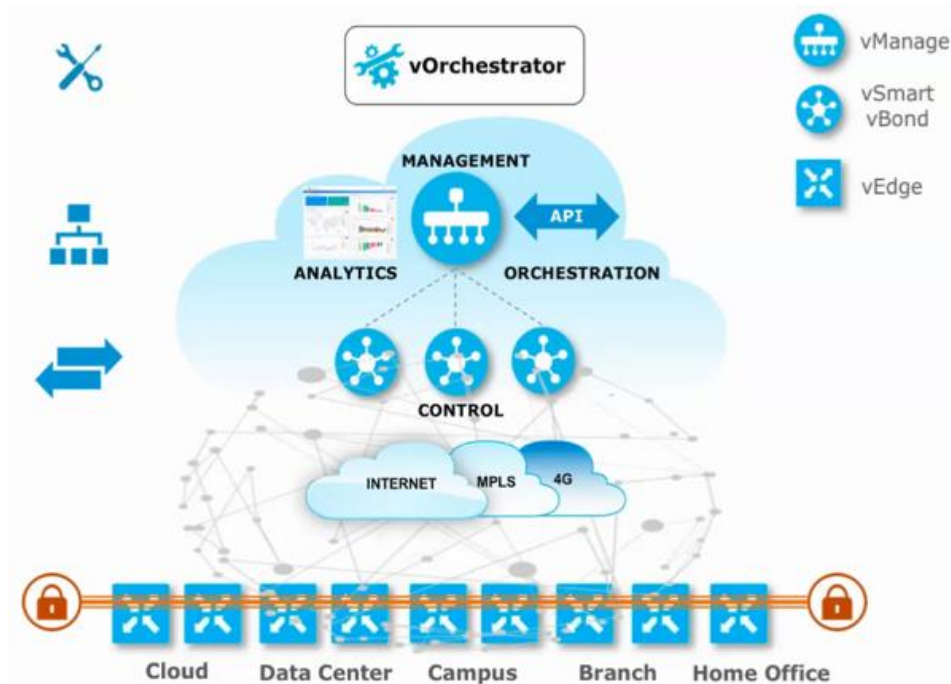 vOrchestrator
vManage
vSmart
vBond
vEdge
MANAGEMENT
API
ANALYTICS
ORCHESTRATION
CONTROL
INTERNET
MPLS
4G
Cloud
Data Center
Campus
Branch
Home Office